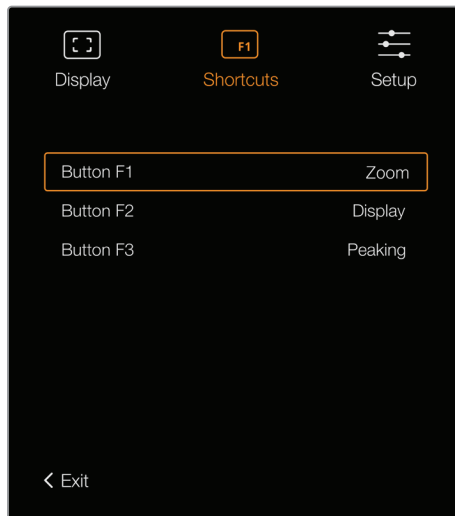 F1
Display Shortcuts Setup
Button F1 Zoom
Button F2 Display
Button F3 Peaking
Exit